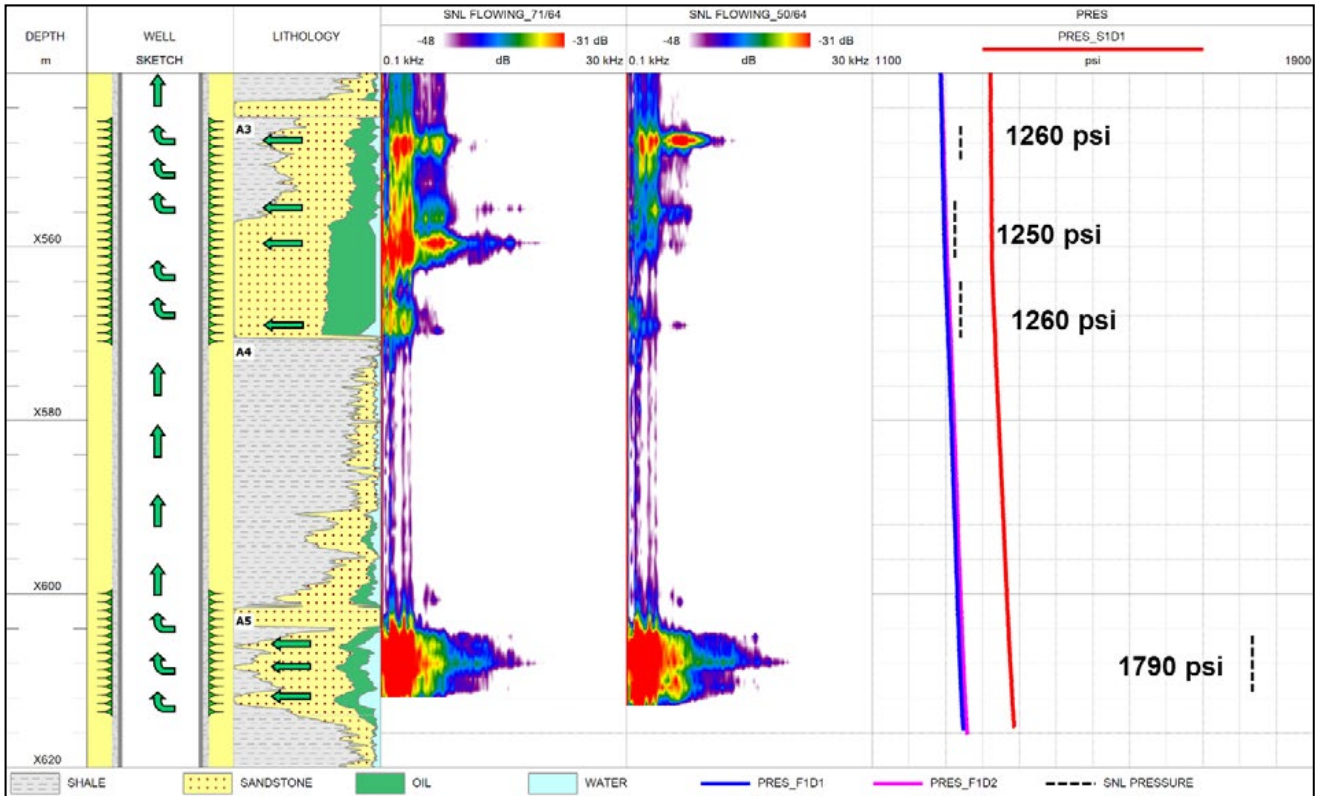 SNL FLOWING_71/64 SNL FLOWING_50/64 PRES
DEPTH WELL LITHOLOGY -48 -31 dB -48 -31 dB PRES_S1D1
m SKETCH 0.1 kHz dB 30 kHz 0.1 kHz dB 30 kHz 1100 psi 1900
A3
1260 psi
1250 psi
X560
1260 psi
A4
X580
X600
A5
1790 psi
X620
SHALE SANDSTONE OIL WATER PRES_F1D1 PRES_F1D2 SNL PRESSURE